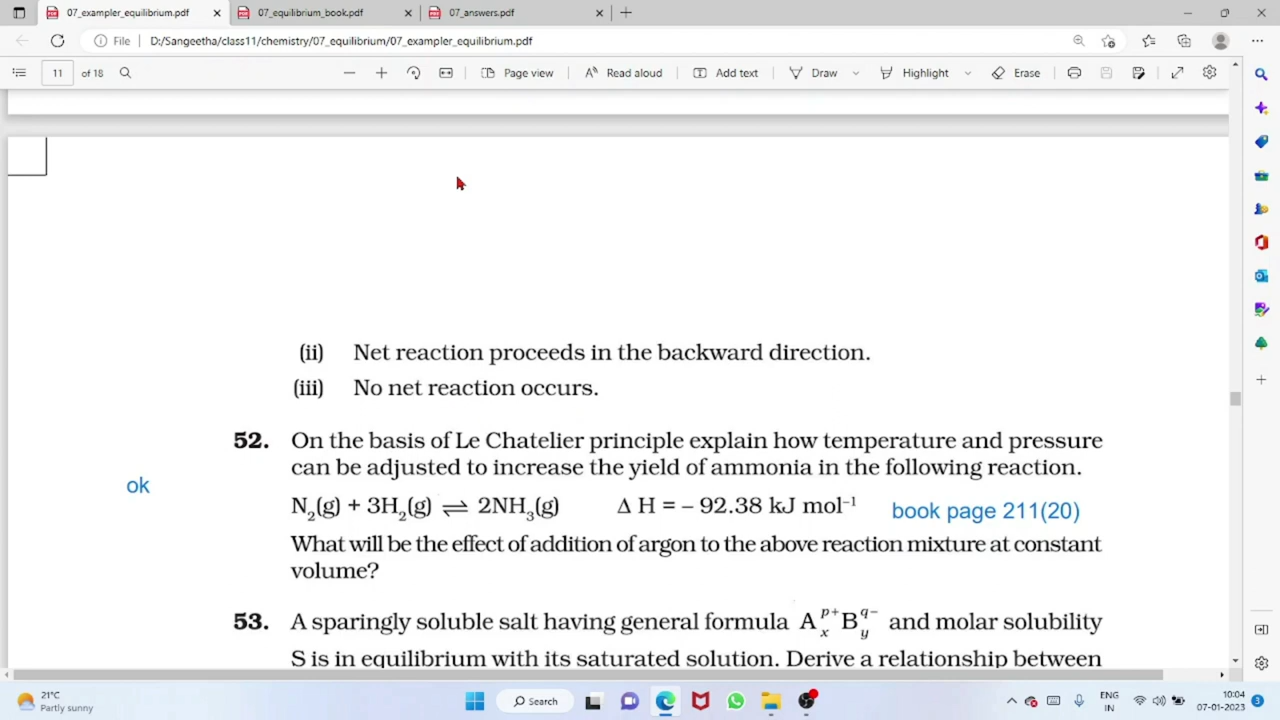 07_exampler_equilibrium.pdf
07_equilibrium_book.pdf
07_answers.pdf
File
D:/Sangeetha/class11/chemistry/07_equilibrium/07_exampler_equilibrium.pdf
11 of 18
Page view
Read aloud
Add text
Draw
Highlight
Erase
(ii) Net reaction proceeds in the backward direction.
(iii) No net reaction occurs.
52. On the basis of Le Chatelier principle explain how temperature and pressure
can be adjusted to increase the yield of ammonia in the following reaction.
ok
N₂(g) + 3H₂(g) ⇌ 2NH₃(g) Δ H = – 92.38 kJ mol⁻¹ book page 211(20)
What will be the effect of addition of argon to the above reaction mixture at constant
volume?
53. A sparingly soluble salt having general formula A_x^{p+}B_y^{q–} and molar solubility
S is in equilibrium with its saturated solution. Derive a relationship between
21°C
Partly sunny
Search
ENG
IN
10:04
07-01-2023
3